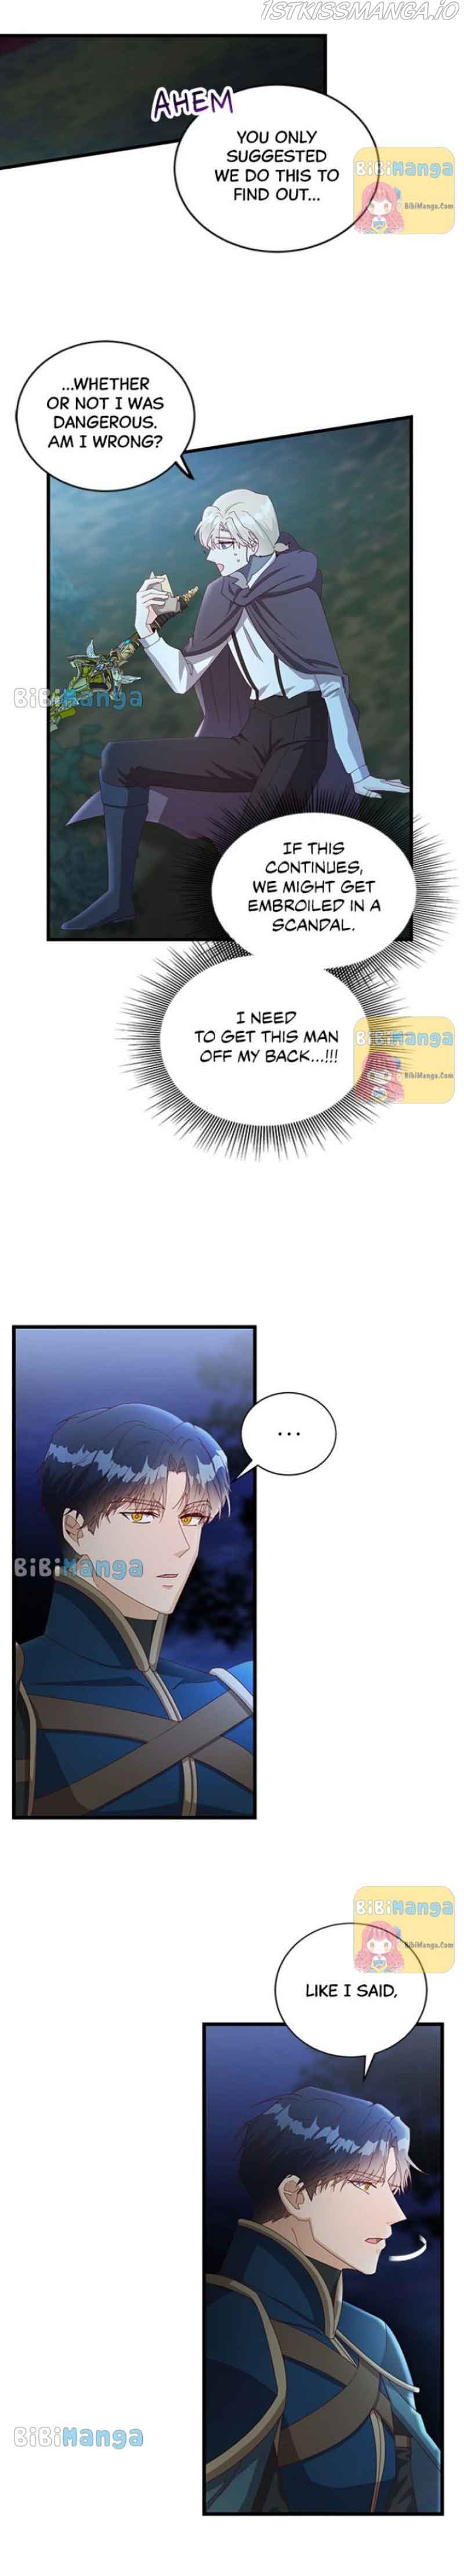 1STKISSMANGA.IO
AHEM
YOU ONLY
SUGGESTED
WE DO THIS TO
FIND OUT...
BiBiManga
BibiManga.Com
...WHETHER
OR NOT I WAS
DANGEROUS.
AM I WRONG?
BiBiManga
IF THIS
CONTINUES,
WE MIGHT GET
EMBROILED IN A
SCANDAL.
I NEED
TO GET THIS MAN
OFF MY BACK...!!!
BiBiManga
BibiManga.Com
...
BiBiManga
BiBiManga
BibiManga.Com
LIKE I SAID,
BiBiManga